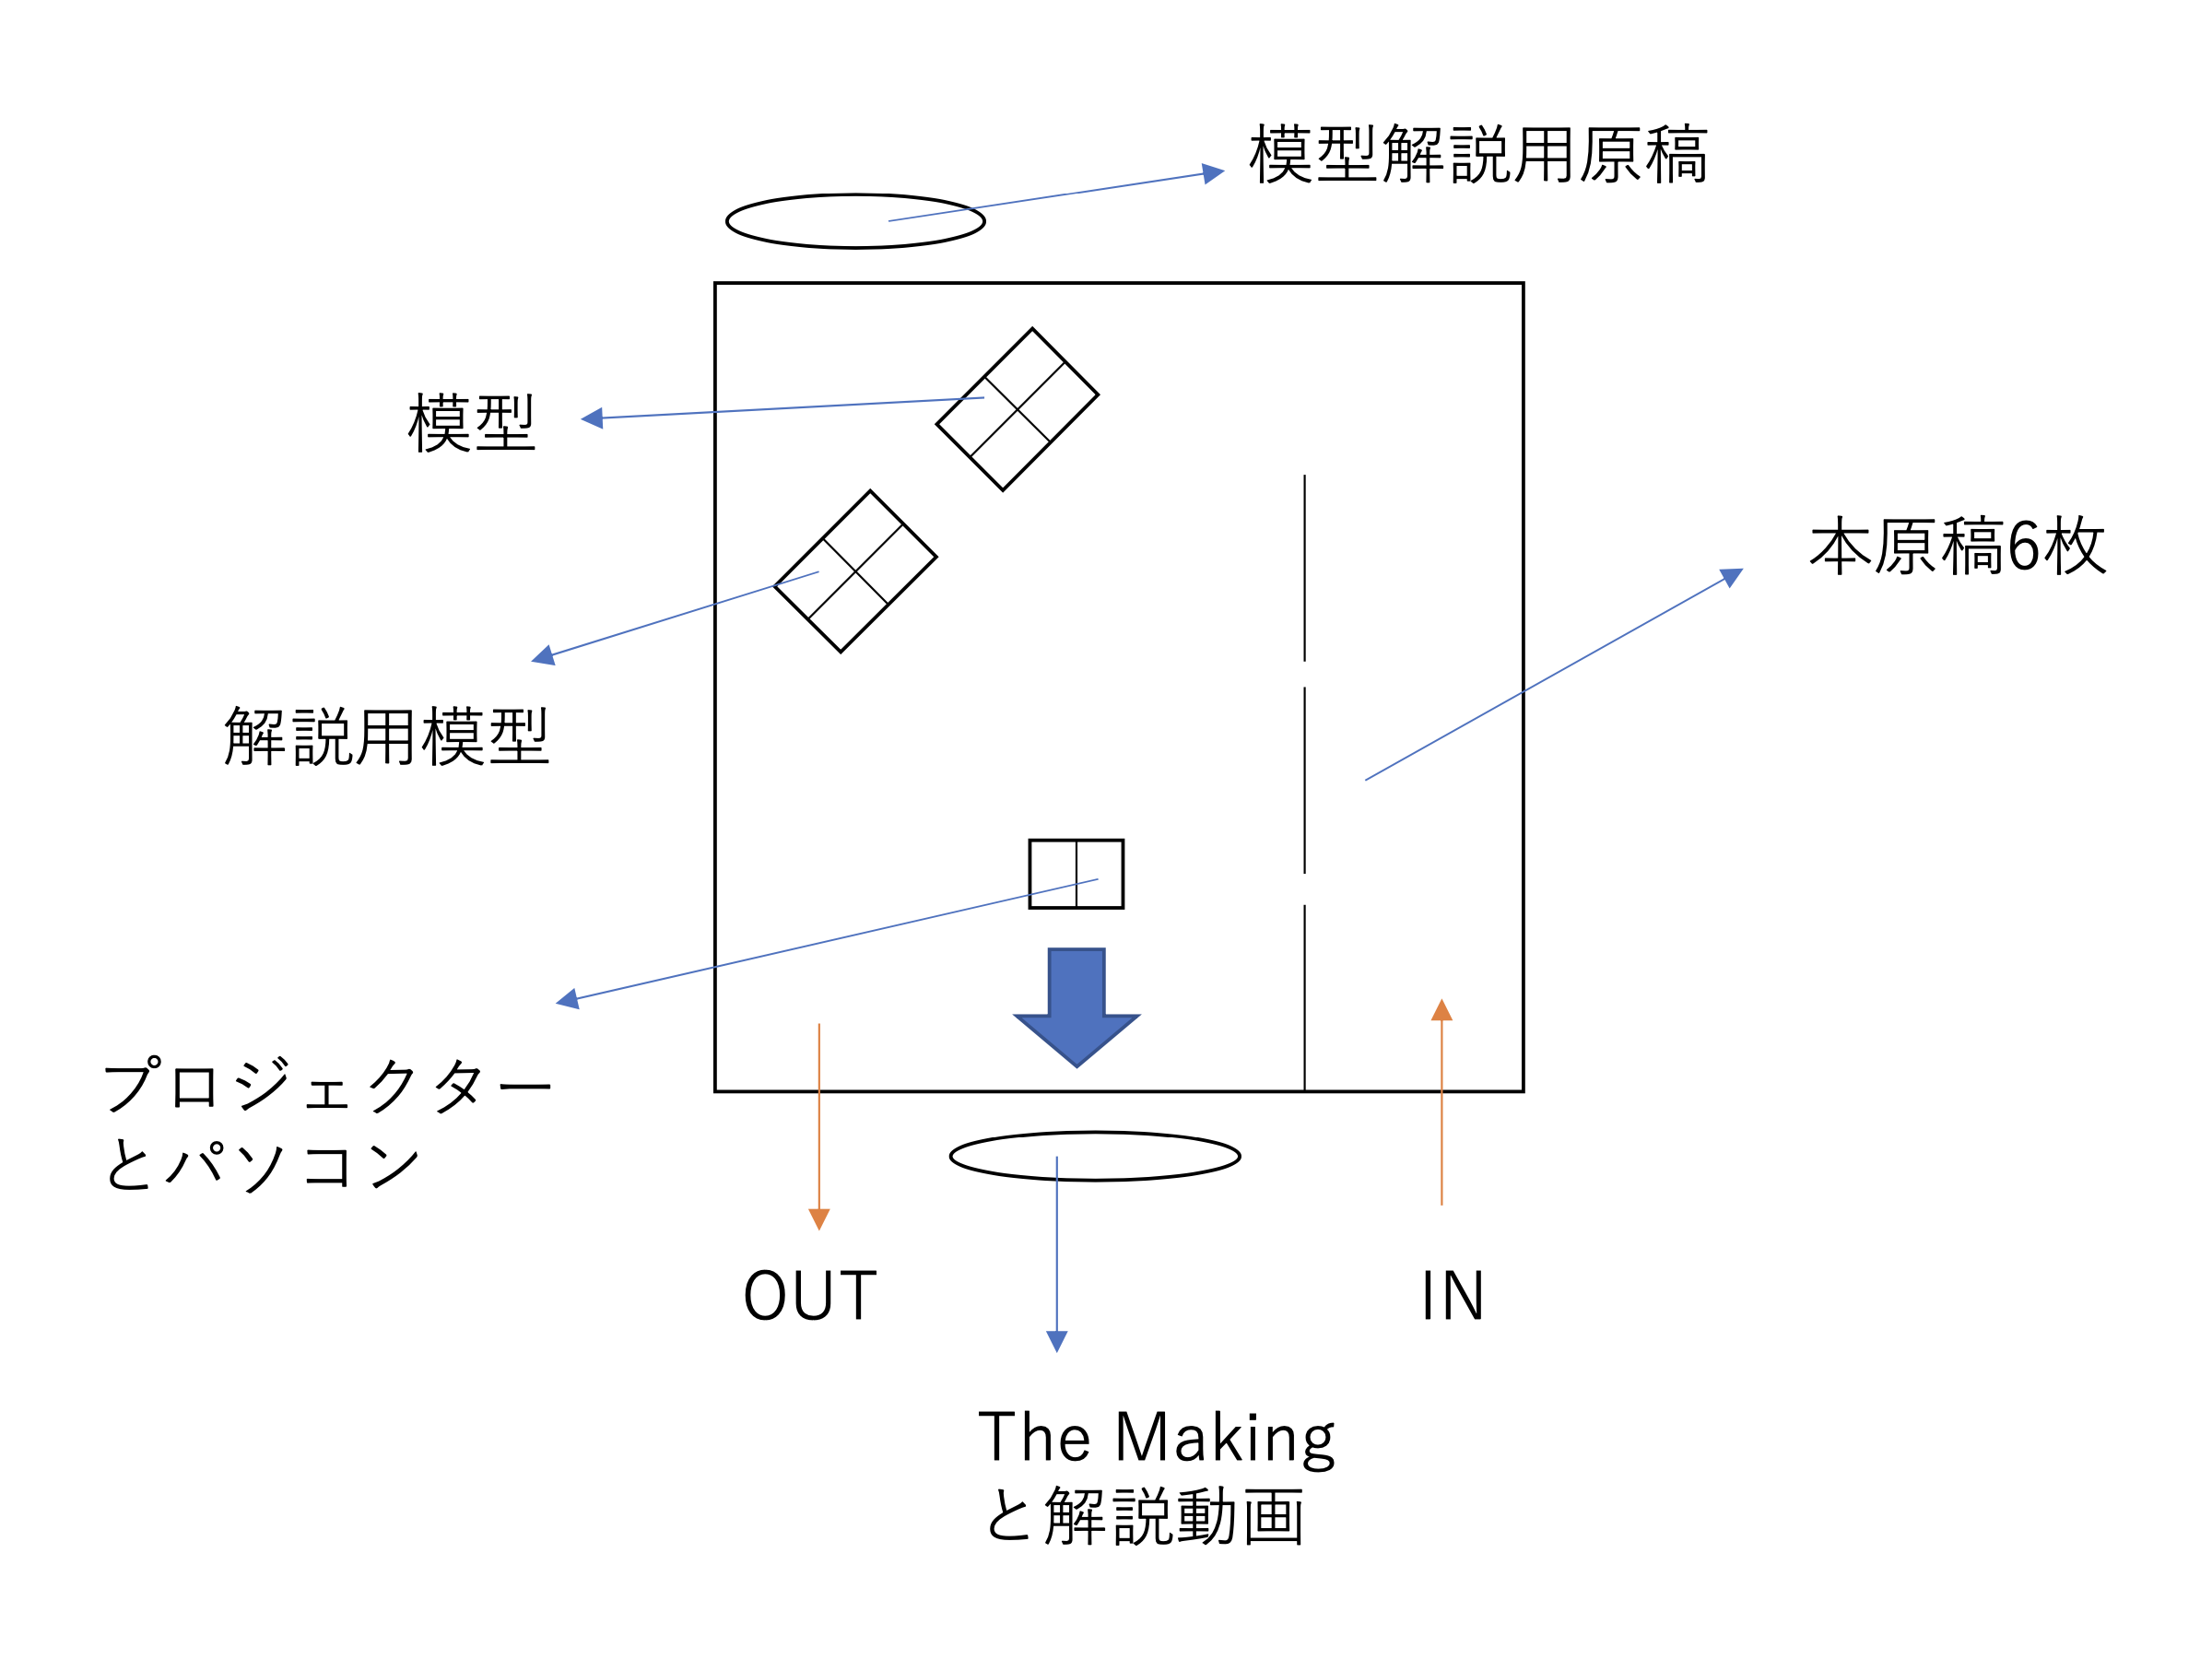 模型解説用原稿
模型
本原稿6枚
解説用模型
プロジェクター
とパソコン
OUT
IN
The Making
と解説動画